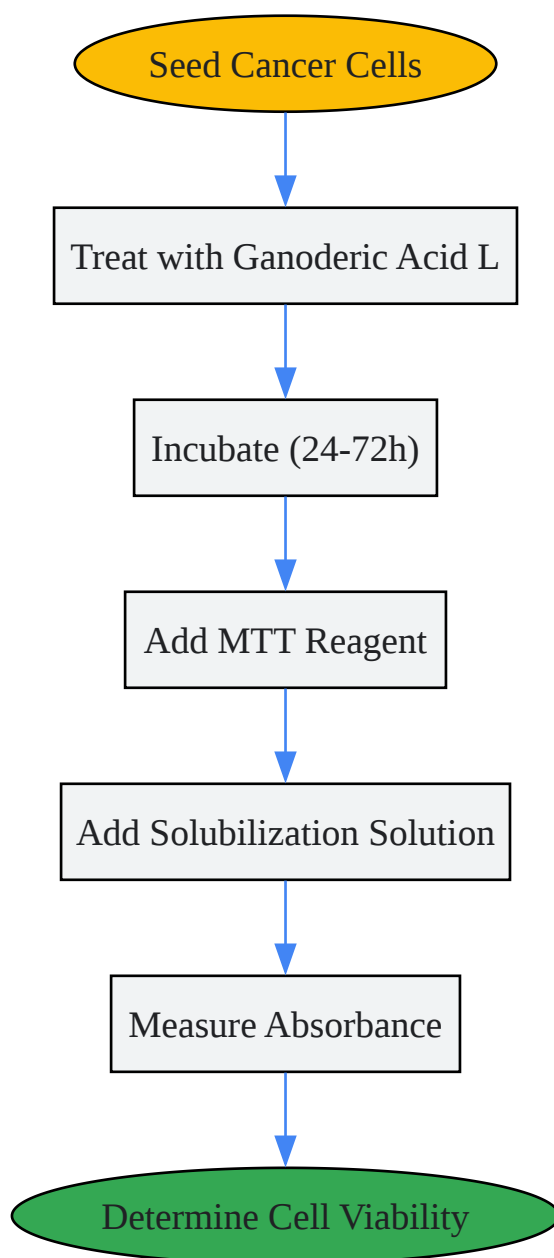 Seed Cancer Cells
Treat with Ganoderic Acid L
Incubate (24-72h)
Add MTT Reagent
Add Solubilization Solution
Measure Absorbance
Determine Cell Viability